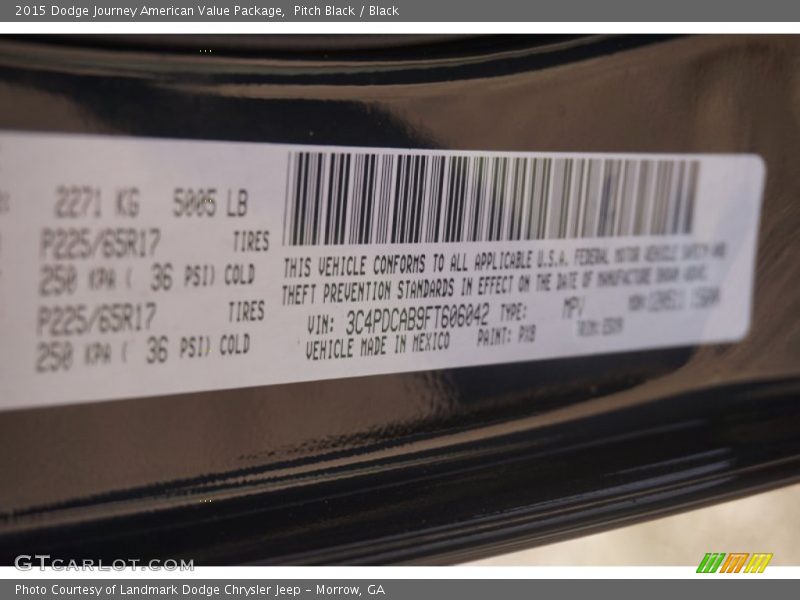 2015 Dodge Journey American Value Package, Pitch Black / Black
2271 KG 5005 LB
P225/65R17 TIRES
250 KPA ( 36 PSI) COLD
P225/65R17 TIRES
250 KPA ( 36 PSI) COLD
THIS VEHICLE CONFORMS TO ALL APPLICABLE U.S.A. FEDERAL MOTOR VEHICLE SAFETY AND
THEFT PREVENTION STANDARDS IN EFFECT ON THE DATE OF MANUFACTURE SHOWN ABOVE.
VIN: 3C4PDCAB9FT606042 TYPE: MPV
VEHICLE MADE IN MEXICO PAINT: PX8
GTCARLOT.COM
Photo Courtesy of Landmark Dodge Chrysler Jeep – Morrow, GA